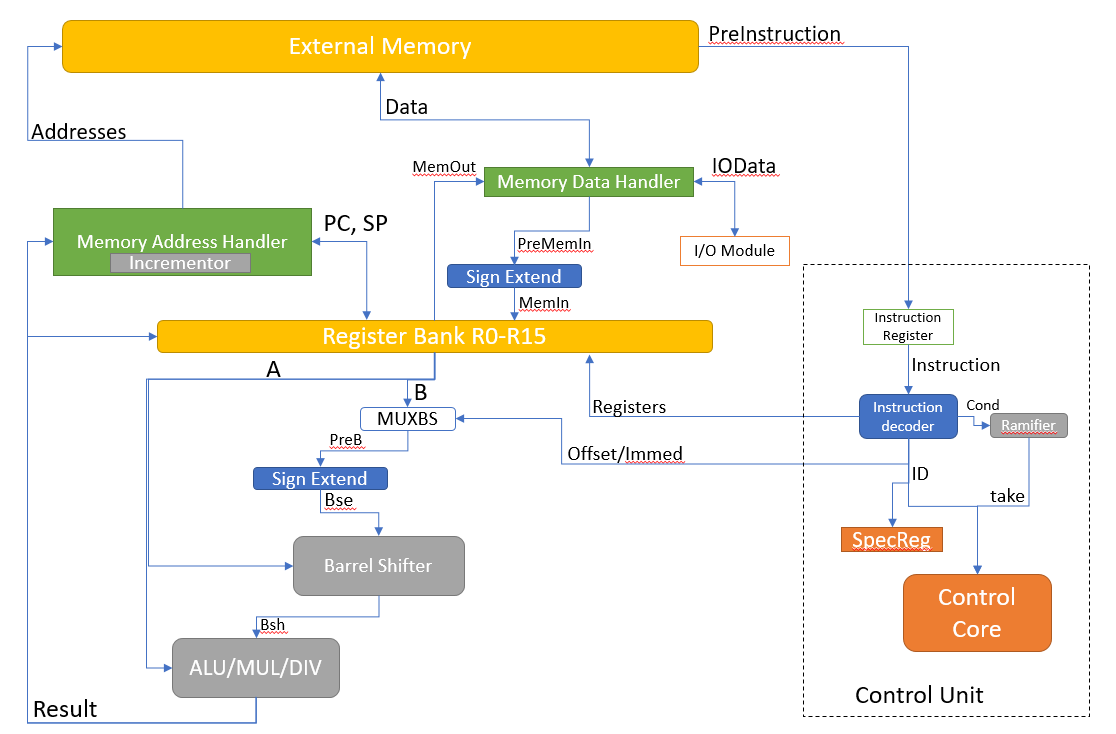 External Memory
PreInstruction
Data
Addresses
MemOut
Memory Data Handler
IOData
PC, SP
Memory Address Handler
Incrementor
PreMemIn
I/O Module
Sign Extend
MemIn
Instruction
Register
Register Bank R0-R15
Instruction
A
B
Registers
Instruction
decoder
Cond
Ramifier
MUXBS
PreB
Offset/Immed
ID
Sign Extend
Bse
take
SpecReg
Barrel Shifter
Control
Core
Bsh
ALU/MUL/DIV
Control Unit
Result